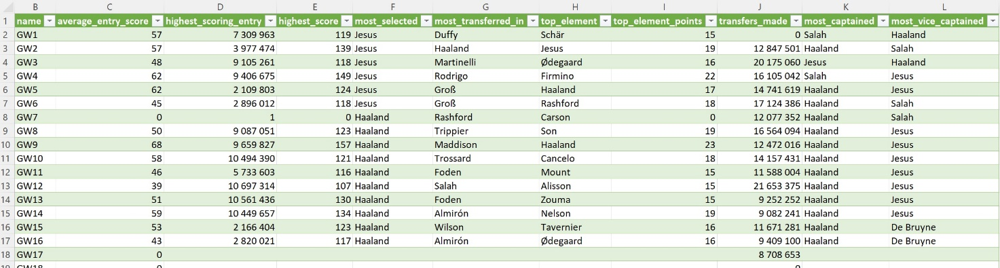 B C D E F G H I J K L
1 name average_entry_score highest_scoring_entry highest_score most_selected most_transferred_in top_element top_element_points transfers_made most_captained most_vice_captained
2 GW1 57 7 309 963 119 Jesus Duffy Schär 15 0 Salah Haaland
3 GW2 57 3 977 474 139 Jesus Haaland Jesus 19 12 847 501 Haaland Salah
4 GW3 48 9 105 261 118 Jesus Martinelli Ødegaard 16 20 175 060 Jesus Haaland
5 GW4 62 9 406 675 149 Jesus Rodrigo Firmino 22 16 105 042 Salah Jesus
6 GW5 62 2 109 803 124 Jesus Groß Haaland 17 14 741 619 Haaland Jesus
7 GW6 45 2 896 012 118 Jesus Groß Rashford 18 17 124 386 Haaland Salah
8 GW7 0 1 0 Haaland Rashford Carson 0 12 077 352 Haaland Salah
9 GW8 50 9 087 051 123 Haaland Trippier Son 19 16 564 094 Haaland Jesus
10 GW9 68 9 659 827 157 Haaland Maddison Haaland 23 12 472 016 Haaland Jesus
11 GW10 58 10 494 390 121 Haaland Trossard Cancelo 18 14 157 431 Haaland Jesus
12 GW11 46 5 733 603 116 Haaland Foden Mount 15 11 588 004 Haaland Jesus
13 GW12 39 10 697 314 107 Haaland Salah Alisson 15 21 653 375 Haaland Jesus
14 GW13 51 10 561 436 130 Haaland Foden Zouma 15 9 252 252 Haaland Jesus
15 GW14 59 10 449 657 134 Haaland Almirón Nelson 19 9 082 241 Haaland Jesus
16 GW15 53 2 166 404 123 Haaland Wilson Tavernier 16 11 671 281 Haaland De Bruyne
17 GW16 43 2 820 021 117 Haaland Almirón Ødegaard 16 9 409 100 Haaland De Bruyne
18 GW17 0 8 708 653
19 GW18 0 0